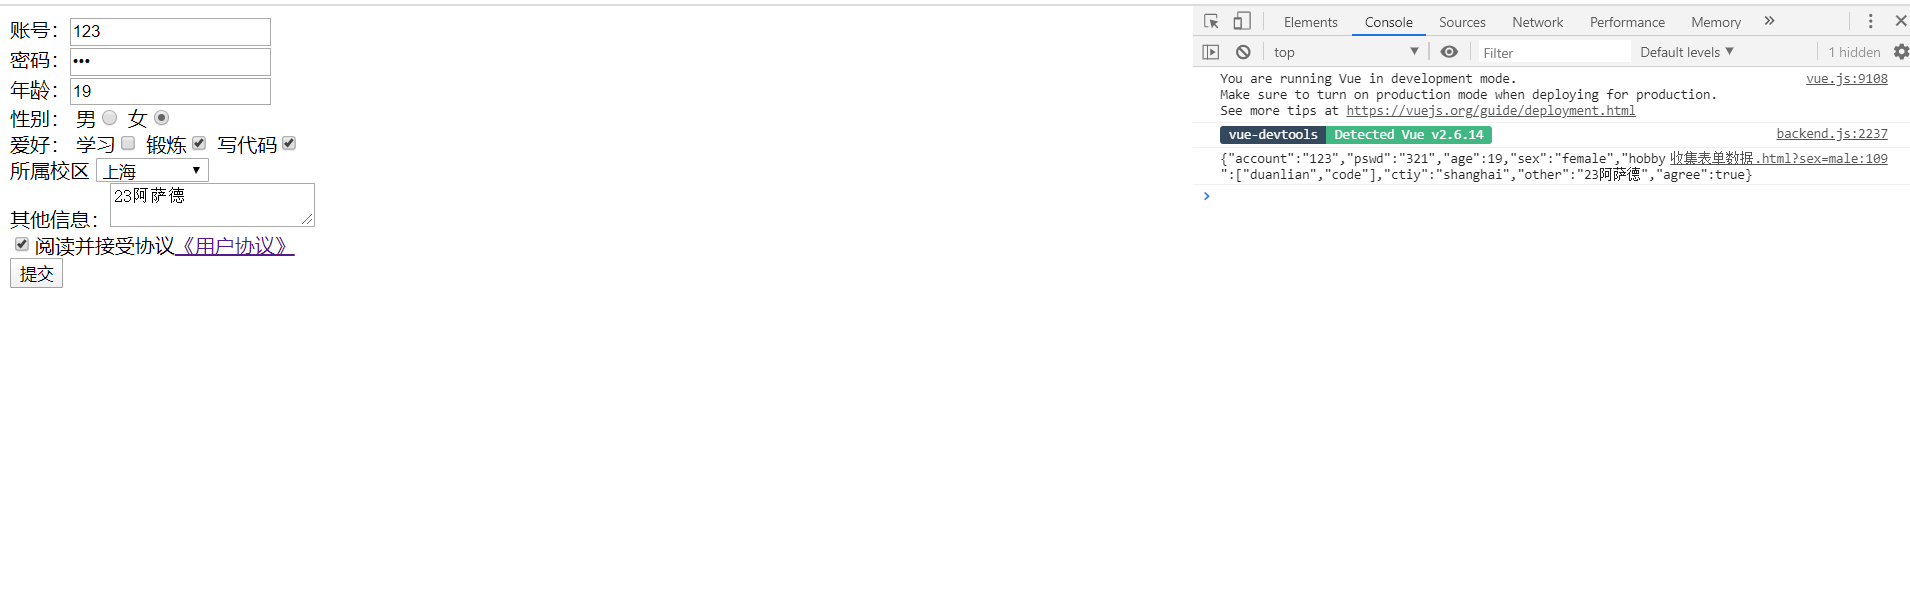 账号： 123
密码： •••
年龄： 19
性别： 男 女
爱好： 学习 锻炼 写代码
所属校区 上海
其他信息： 23阿萨德
阅读并接受协议《用户协议》
提交
Elements Console Sources Network Performance Memory »
top Filter Default levels 1 hidden
You are running Vue in development mode. vue.js:9108
Make sure to turn on production mode when deploying for production.
See more tips at https://vuejs.org/guide/deployment.html
vue-devtools Detected Vue v2.6.14 backend.js:2237
{"account":"123","pswd":"321","age":19,"sex":"female","hobby 收集表单数据.html?sex=male:109
":["duanlian","code"],"ctiy":"shanghai","other":"23阿萨德","agree":true}